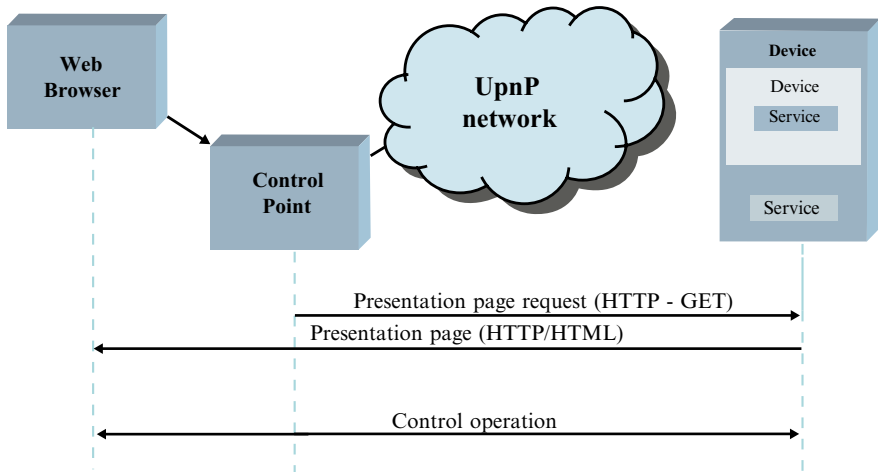 Web
Browser
Control
Point
UpnP
network
Device
Device
Service
Service
Presentation page request (HTTP - GET)
Presentation page (HTTP/HTML)
Control operation